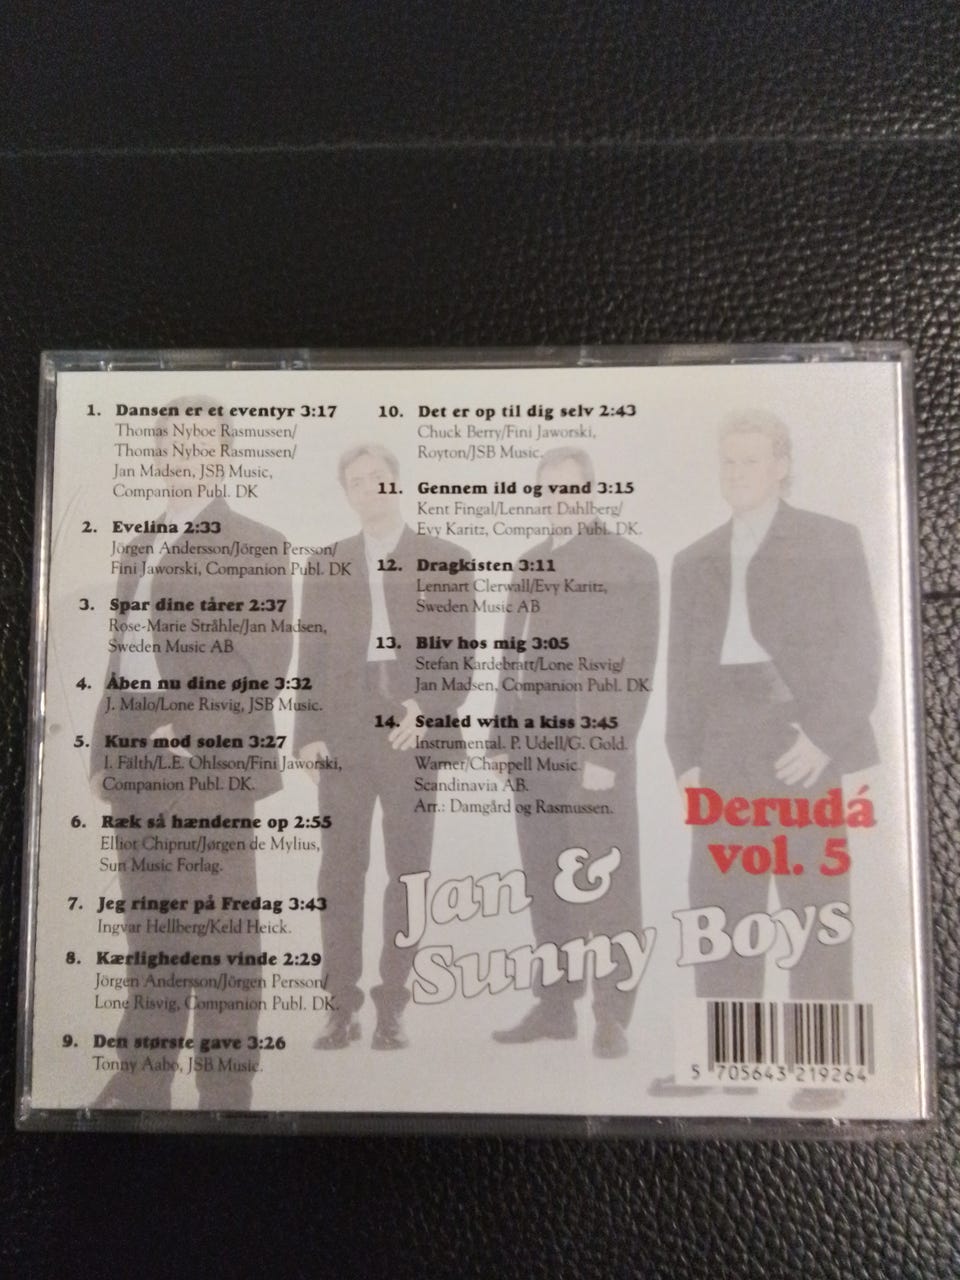 1. Dansen er et eventyr 3:17
Thomas Nyboe Rasmussen/
Thomas Nyboe Rasmussen/
Jan Madsen, JSB Music,
Companion Publ. DK
2. Evelina 2:33
Jörgen Andersson/Jörgen Persson/
Fini Jaworski, Companion Publ. DK
3. Spar dine tårer 2:37
Rose-Marie Stråhle/Jan Madsen,
Sweden Music AB
4. Åben nu dine øjne 3:32
J. Malo/Lone Risvig, JSB Music.
5. Kurs mod solen 3:27
I. Fälth/L.E. Ohlsson/Fini Jaworski,
Companion Publ. DK.
6. Ræk så hænderne op 2:55
Elliot Chiprut/Jørgen de Mylius,
Sun Music Forlag.
7. Jeg ringer på Fredag 3:43
Ingvar Hellberg/Keld Heick.
8. Kærlighedens vinde 2:29
Jörgen Andersson/Jörgen Persson/
Lone Risvig, Companion Publ. DK.
9. Den største gave 3:26
Tonny Aabo, JSB Music.
10. Det er op til dig selv 2:43
Chuck Berry/Fini Jaworski,
Royton/JSB Music.
11. Gennem ild og vand 3:15
Kent Fingal/Lennart Dahlberg/
Evy Karitz, Companion Publ. DK.
12. Dragkisten 3:11
Lennart Clerwall/Evy Karitz,
Sweden Music AB
13. Bliv hos mig 3:05
Stefan Kardebratt/Lone Risvig/
Jan Madsen, Companion Publ. DK
14. Sealed with a kiss 3:45
Instrumental. P. Udell/G. Gold.
Warner/Chappell Music
Scandinavia AB.
Arr.: Damgård og Rasmussen.
Derudá
vol. 5
Jan &
Sunny Boys
5 705643 219264